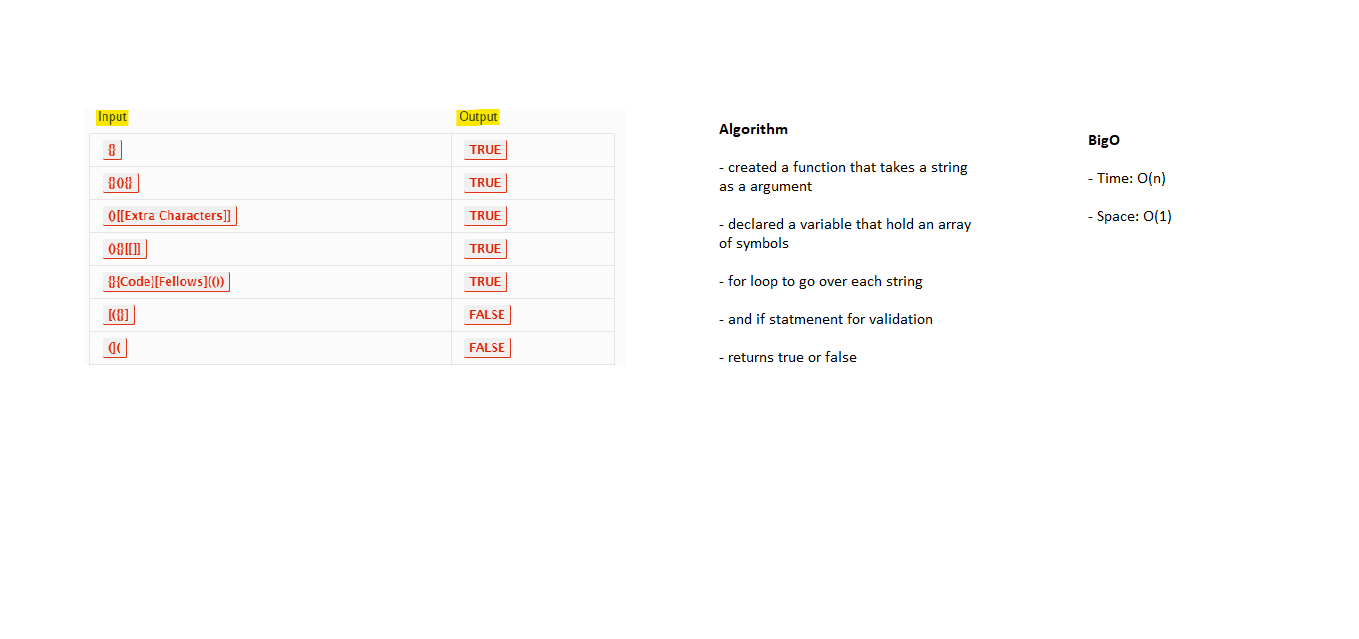 Input Output
{} TRUE
{}(){} TRUE
()[[Extra Characters]] TRUE
(){}[[]] TRUE
{}{Code}[Fellows](()) TRUE
[({}] FALSE
(]( FALSE
Algorithm
- created a function that takes a string
as a argument
- declared a variable that hold an array
of symbols
- for loop to go over each string
- and if statmenent for validation
- returns true or false
BigO
- Time: O(n)
- Space: O(1)